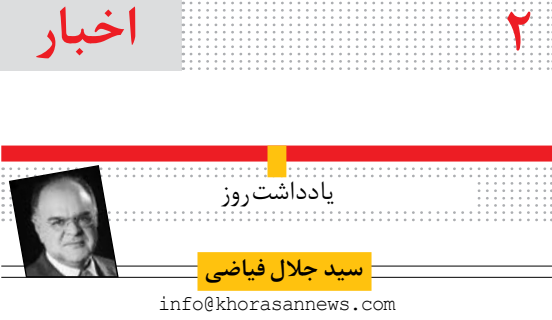 ۲
اخبار
یادداشت روز
سید جلال فیاضی
info@khorasannews.com